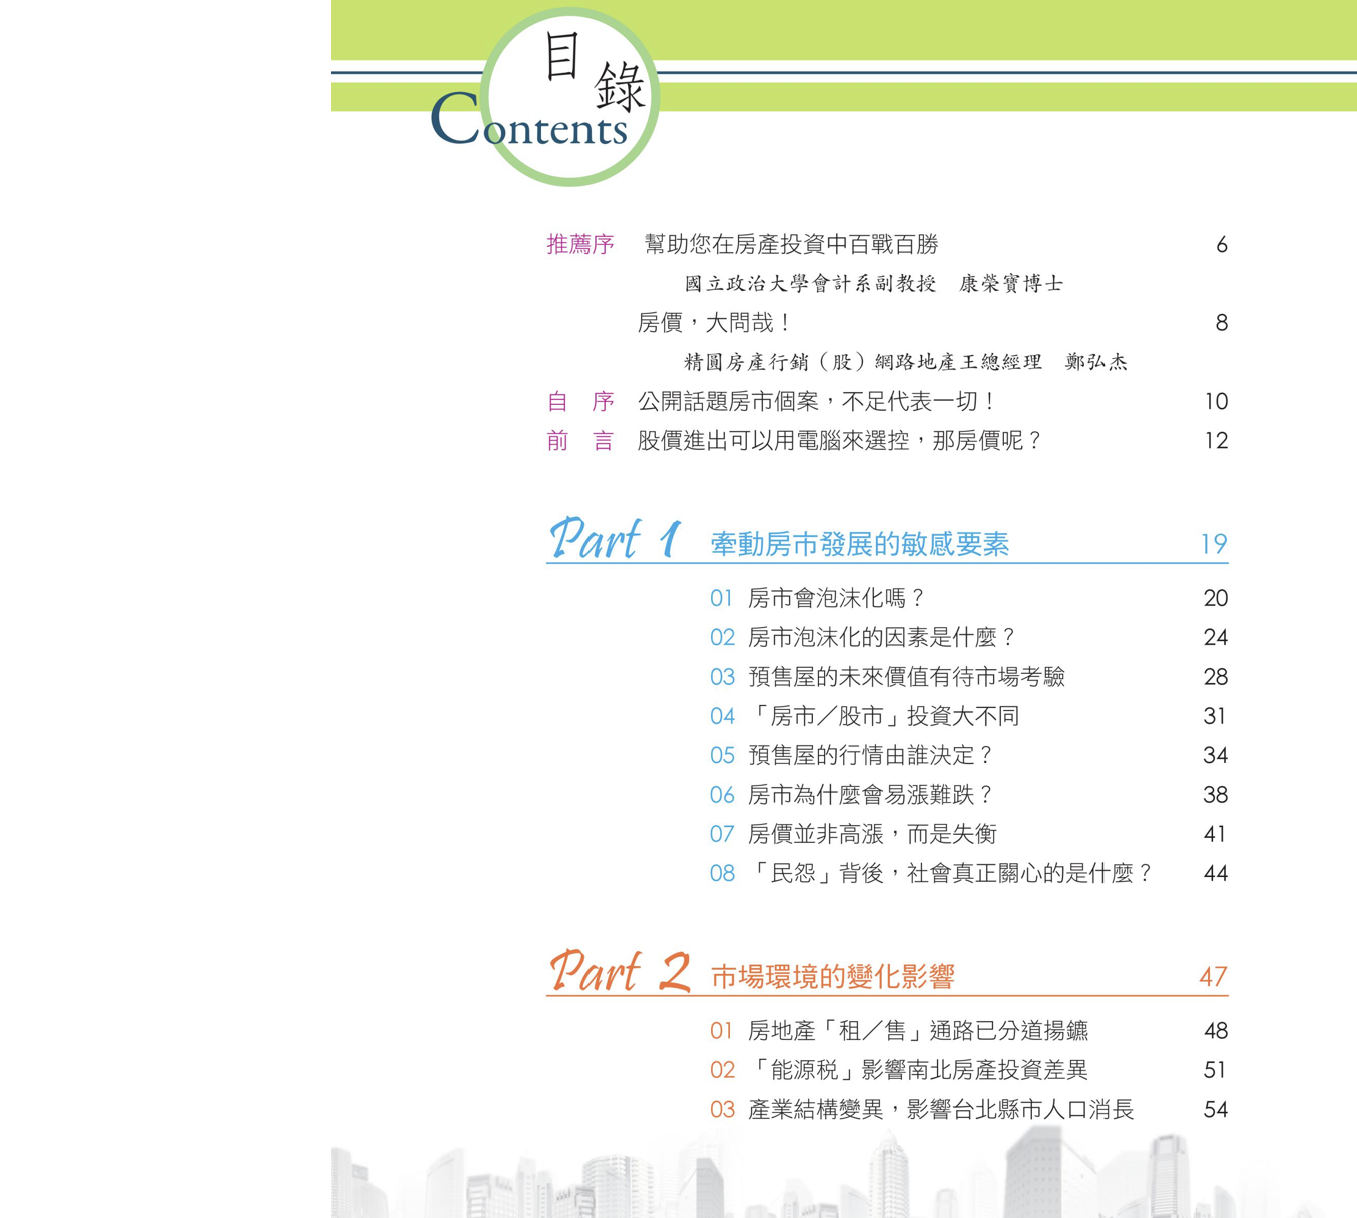 目錄
Contents
推薦序 幫助您在房產投資中百戰百勝 6
國立政治大學會計系副教授 康榮寶博士
房價，大問哉！ 8
精圓房產行銷（股）網路地產王總經理 鄭弘杰
自 序 公開話題房市個案，不足代表一切！ 10
前 言 股價進出可以用電腦來選控，那房價呢？ 12
Part 1 牽動房市發展的敏感要素 19
01 房市會泡沫化嗎？ 20
02 房市泡沫化的因素是什麼？ 24
03 預售屋的未來價值有待市場考驗 28
04 「房市／股市」投資大不同 31
05 預售屋的行情由誰決定？ 34
06 房市為什麼會易漲難跌？ 38
07 房價並非高漲，而是失衡 41
08 「民怨」背後，社會真正關心的是什麼？ 44
Part 2 市場環境的變化影響 47
01 房地產「租／售」通路已分道揚鑣 48
02 「能源稅」影響南北房產投資差異 51
03 產業結構變異，影響台北縣市人口消長 54